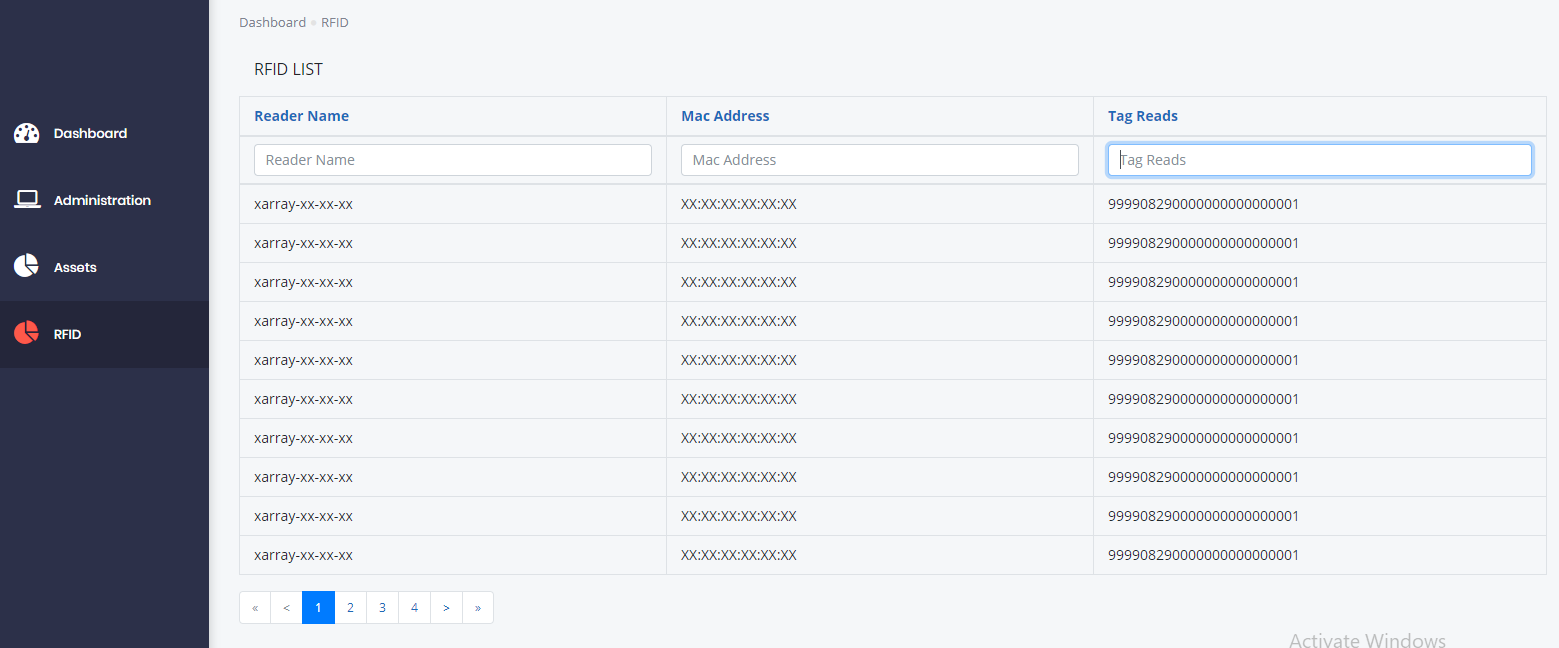 Dashboard RFID
RFID LIST
Dashboard
Administration
Assets
RFID
Reader Name Mac Address Tag Reads
Reader Name Mac Address Tag Reads
xarray-xx-xx-xx XX:XX:XX:XX:XX:XX 999908290000000000000001
xarray-xx-xx-xx XX:XX:XX:XX:XX:XX 999908290000000000000001
xarray-xx-xx-xx XX:XX:XX:XX:XX:XX 999908290000000000000001
xarray-xx-xx-xx XX:XX:XX:XX:XX:XX 999908290000000000000001
xarray-xx-xx-xx XX:XX:XX:XX:XX:XX 999908290000000000000001
xarray-xx-xx-xx XX:XX:XX:XX:XX:XX 999908290000000000000001
xarray-xx-xx-xx XX:XX:XX:XX:XX:XX 999908290000000000000001
xarray-xx-xx-xx XX:XX:XX:XX:XX:XX 999908290000000000000001
xarray-xx-xx-xx XX:XX:XX:XX:XX:XX 999908290000000000000001
xarray-xx-xx-xx XX:XX:XX:XX:XX:XX 999908290000000000000001
« < 1 2 3 4 > »
Activate Windows